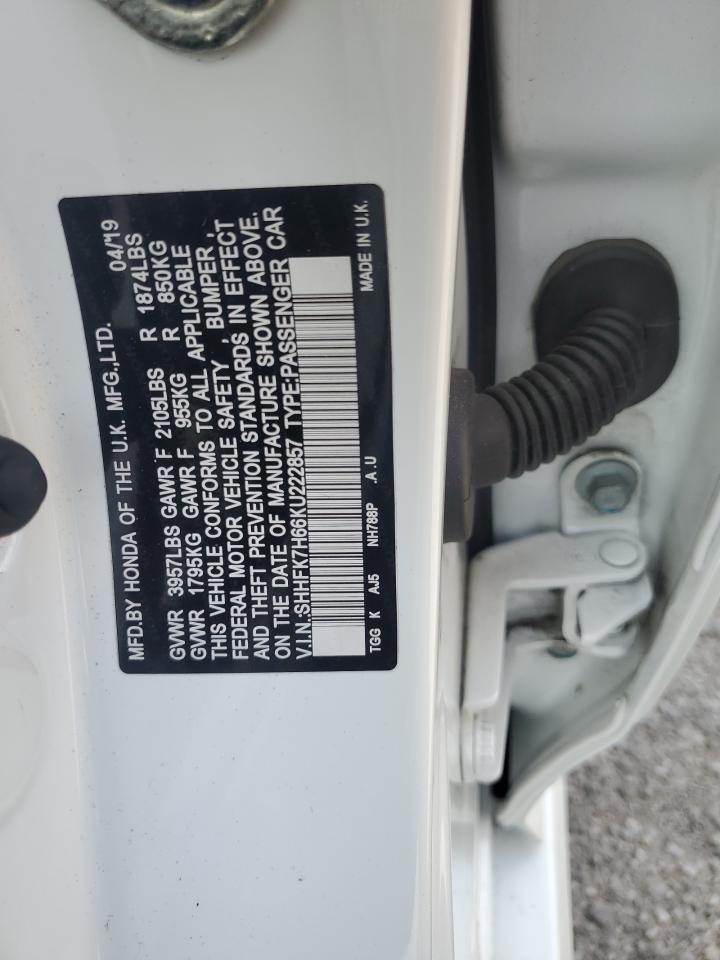 MFD.BY HONDA OF THE U.K. MFG.,LTD. 04/19
GVWR 3957LBS GAWR F 2105LBS R 1874LBS
GVWR 1795KG GAWR F 955KG R 850KG
THIS VEHICLE CONFORMS TO ALL APPLICABLE
FEDERAL MOTOR VEHICLE SAFETY , BUMPER ,
AND THEFT PREVENTION STANDARDS IN EFFECT
ON THE DATE OF MANUFACTURE SHOWN ABOVE.
V.I.N.:SHHFK7H66KU222857 TYPE:PASSENGER CAR
TGG K AJ5 NH788P .A.U MADE IN U.K.